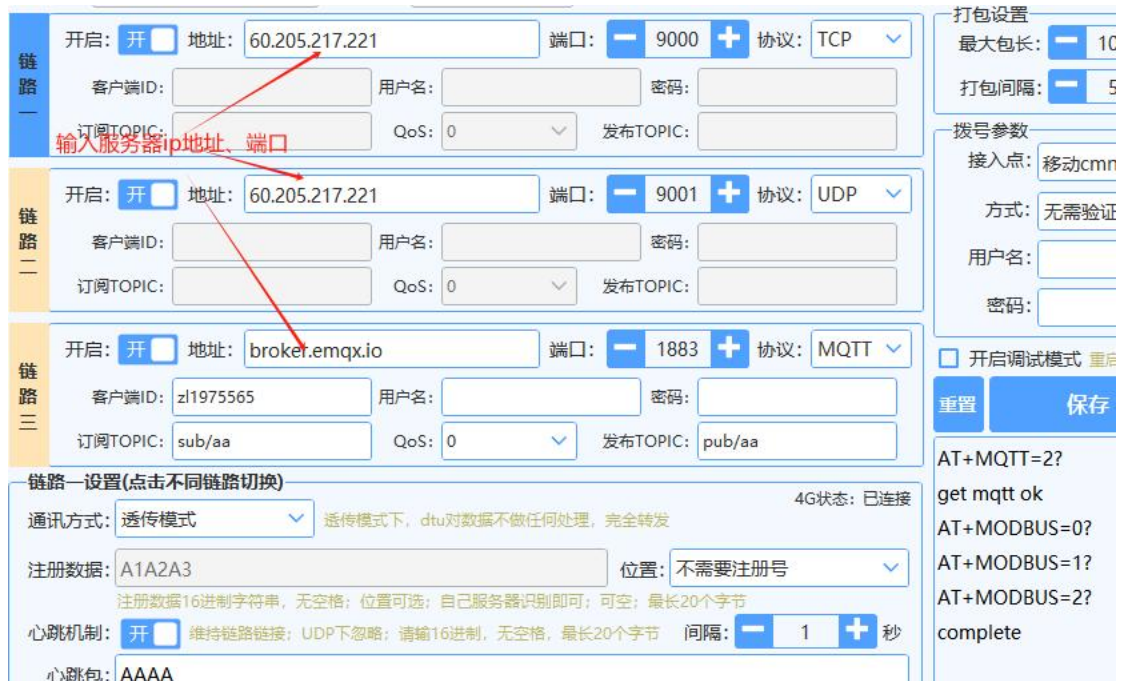 链路一
开启： 开 地址： 60.205.217.221 端口： 9000 协议： TCP
客户端ID： 用户名： 密码：
订阅TOPIC： QoS： 0 发布TOPIC：
输入服务器ip地址、端口
链路二
开启： 开 地址： 60.205.217.221 端口： 9001 协议： UDP
客户端ID： 用户名： 密码：
订阅TOPIC： QoS： 0 发布TOPIC：
链路三
开启： 开 地址： broker.emqx.io 端口： 1883 协议： MQTT
客户端ID： zl1975565 用户名： 密码：
订阅TOPIC： sub/aa QoS： 0 发布TOPIC： pub/aa
链路一设置(点击不同链路切换)
4G状态：已连接
通讯方式： 透传模式 透传模式下，dtu对数据不做任何处理，完全转发
注册数据： A1A2A3 位置： 不需要注册号
注册数据16进制字符串，无空格；位置可选；自己服务器识别即可；可空；最长20个字节
心跳机制： 开 维持链路链接；UDP下忽略；请输16进制，无空格，最长20个字节 间隔： 1 秒
心跳包： AAAA
打包设置
最大包长： 10
打包间隔： 5
拨号参数
接入点： 移动cmn
方式： 无需验证
用户名：
密码：
开启调试模式 重启
重置 保存
AT+MQTT=2?
get mqtt ok
AT+MODBUS=0?
AT+MODBUS=1?
AT+MODBUS=2?
complete